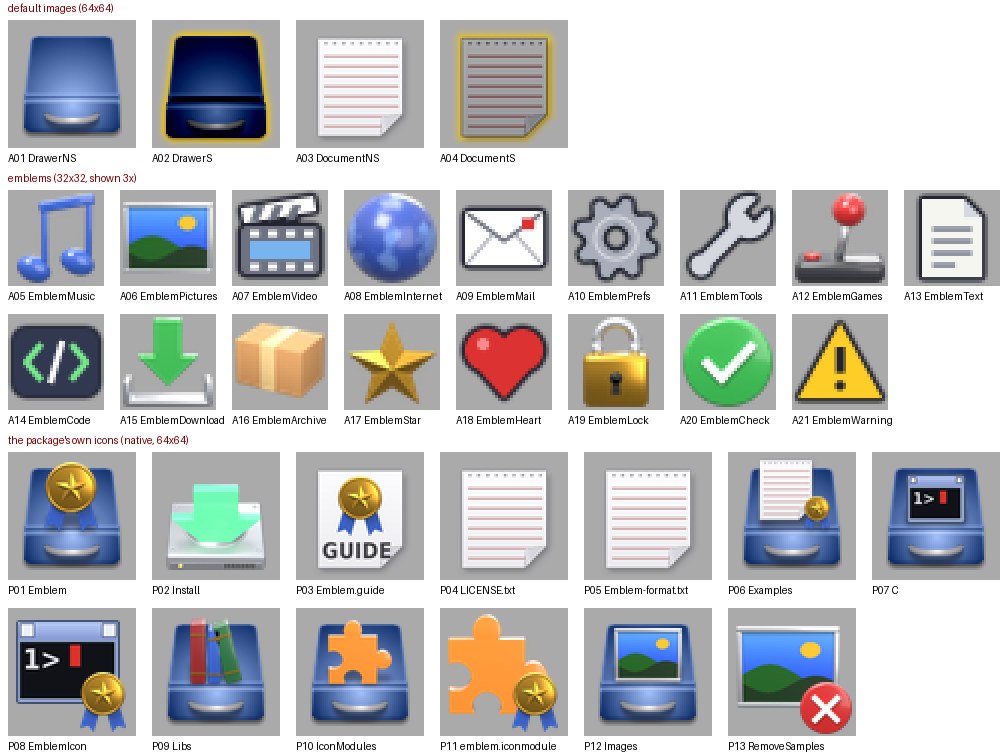 default images (64x64)
A01 DrawerNS
A02 DrawerS
A03 DocumentNS
A04 DocumentS
emblems (32x32, shown 3x)
A05 EmblemMusic
A06 EmblemPictures
A07 EmblemVideo
A08 EmblemInternet
A09 EmblemMail
A10 EmblemPrefs
A11 EmblemTools
A12 EmblemGames
A13 EmblemText
</>
A14 EmblemCode
A15 EmblemDownload
A16 EmblemArchive
A17 EmblemStar
A18 EmblemHeart
A19 EmblemLock
A20 EmblemCheck
A21 EmblemWarning
the package's own icons (native, 64x64)
GUIDE
1>
P01 Emblem
P02 Install
P03 Emblem.guide
P04 LICENSE.txt
P05 Emblem-format.txt
P06 Examples
P07 C
1>
P08 EmblemIcon
P09 Libs
P10 IconModules
P11 emblem.iconmodule
P12 Images
P13 RemoveSamples